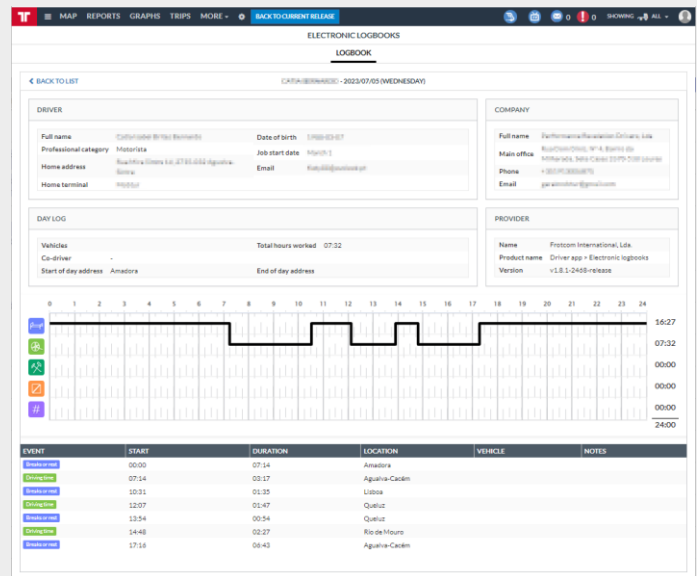 MAP REPORTS GRAPHS TRIPS MORE BACK TO CURRENT RELEASE 0 0 SHOWING ALL
ELECTRONIC LOGBOOKS
LOGBOOK
BACK TO LIST - 2023/07/05 (WEDNESDAY)
DRIVER
Full name Date of birth
Professional category Motorista Job start date
Home address Email
Home terminal
COMPANY
Full name
Main office
Phone
Email
DAY LOG
Vehicles Total hours worked 07:32
Co-driver -
Start of day address Amadora End of day address
PROVIDER
Name Frotcom International, Lda.
Product name Driver app > Electronic logbooks
Version v1.8.1-2468-release
0 1 2 3 4 5 6 7 8 9 10 11 12 13 14 15 16 17 18 19 20 21 22 23 24
16:27
07:32
00:00
00:00
# 00:00
24:00
EVENT START DURATION LOCATION VEHICLE NOTES
Breaks or rest 00:00 07:14 Amadora
Driving time 07:14 03:17 Agualva-Cacém
Breaks or rest 10:31 01:35 Lisboa
Driving time 12:07 01:47 Queluz
Breaks or rest 13:54 00:54 Queluz
Driving time 14:48 02:27 Rio de Mouro
Breaks or rest 17:16 06:43 Agualva-Cacém